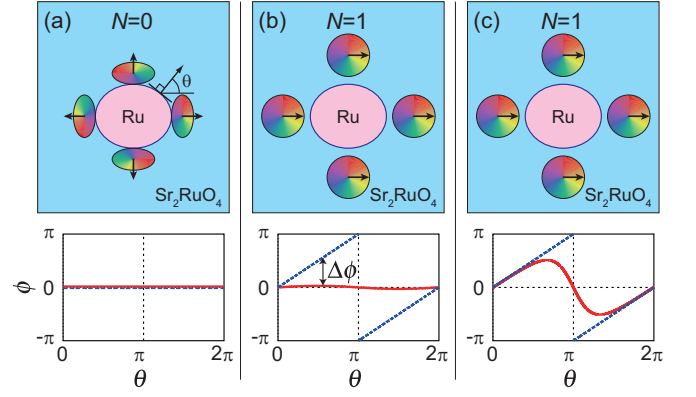 (a) N=0
θ
Ru
Sr₂RuO₄
(b) N=1
Ru
Sr₂RuO₄
(c) N=1
Ru
Sr₂RuO₄
ϕ
π
0
-π
0 π 2π
θ
π
0
-π
Δϕ
0 π 2π
θ
π
0
-π
0 π 2π
θ